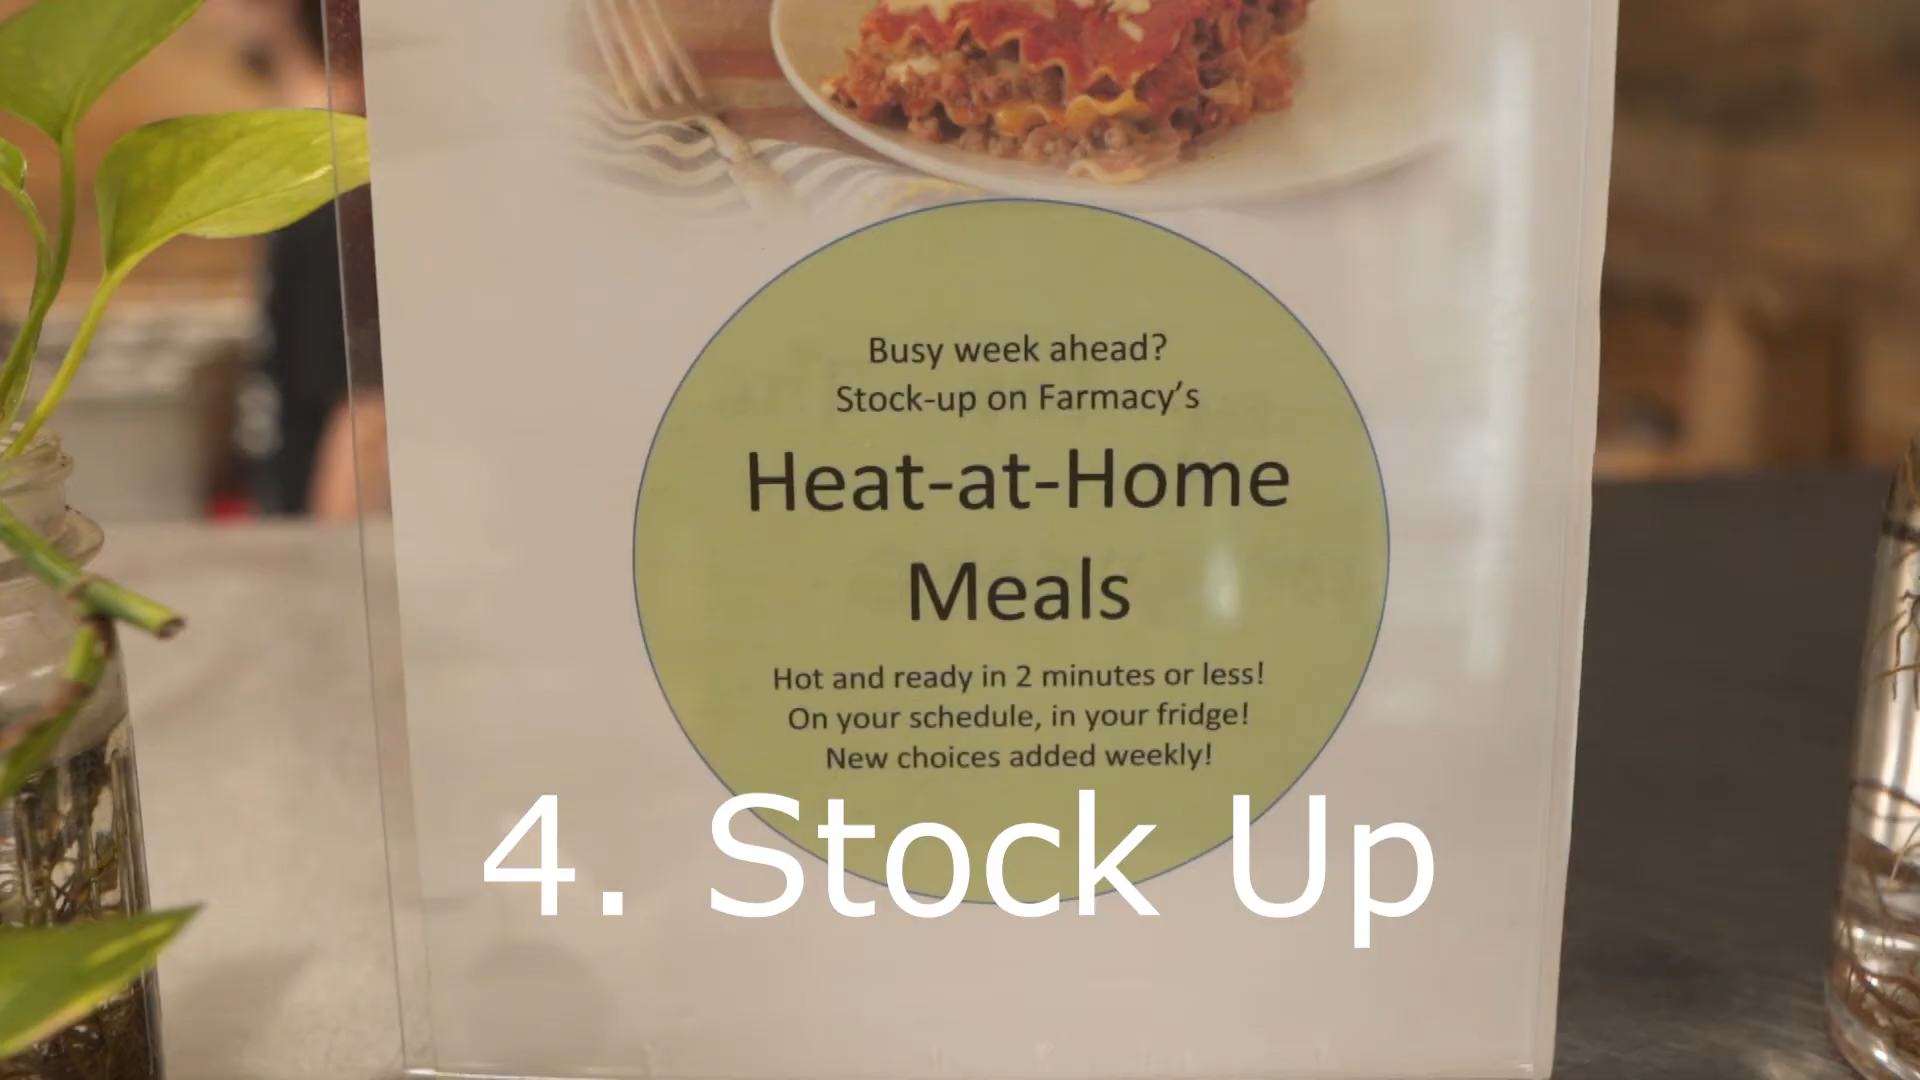 Busy week ahead?
Stock-up on Farmacy's
Heat-at-Home
Meals
Hot and ready in 2 minutes or less!
On your schedule, in your fridge!
New choices added weekly!
4. Stock Up